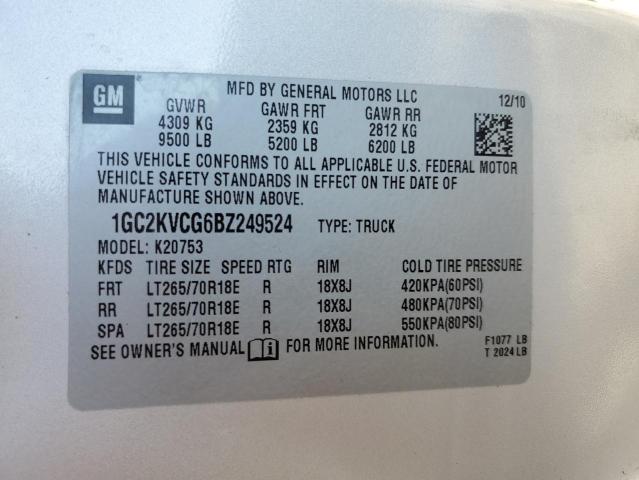 GM
MFD BY GENERAL MOTORS LLC
12/10
GVWR GAWR FRT GAWR RR
4309 KG 2359 KG 2812 KG
9500 LB 5200 LB 6200 LB
THIS VEHICLE CONFORMS TO ALL APPLICABLE U.S. FEDERAL MOTOR
VEHICLE SAFETY STANDARDS IN EFFECT ON THE DATE OF
MANUFACTURE SHOWN ABOVE.
1GC2KVCG6BZ249524 TYPE: TRUCK
MODEL: K20753
KFDS TIRE SIZE SPEED RTG RIM COLD TIRE PRESSURE
FRT LT265/70R18E R 18X8J 420KPA(60PSI)
RR LT265/70R18E R 18X8J 480KPA(70PSI)
SPA LT265/70R18E R 18X8J 550KPA(80PSI)
SEE OWNER'S MANUAL i FOR MORE INFORMATION.
F1077 LB
T 2024 LB